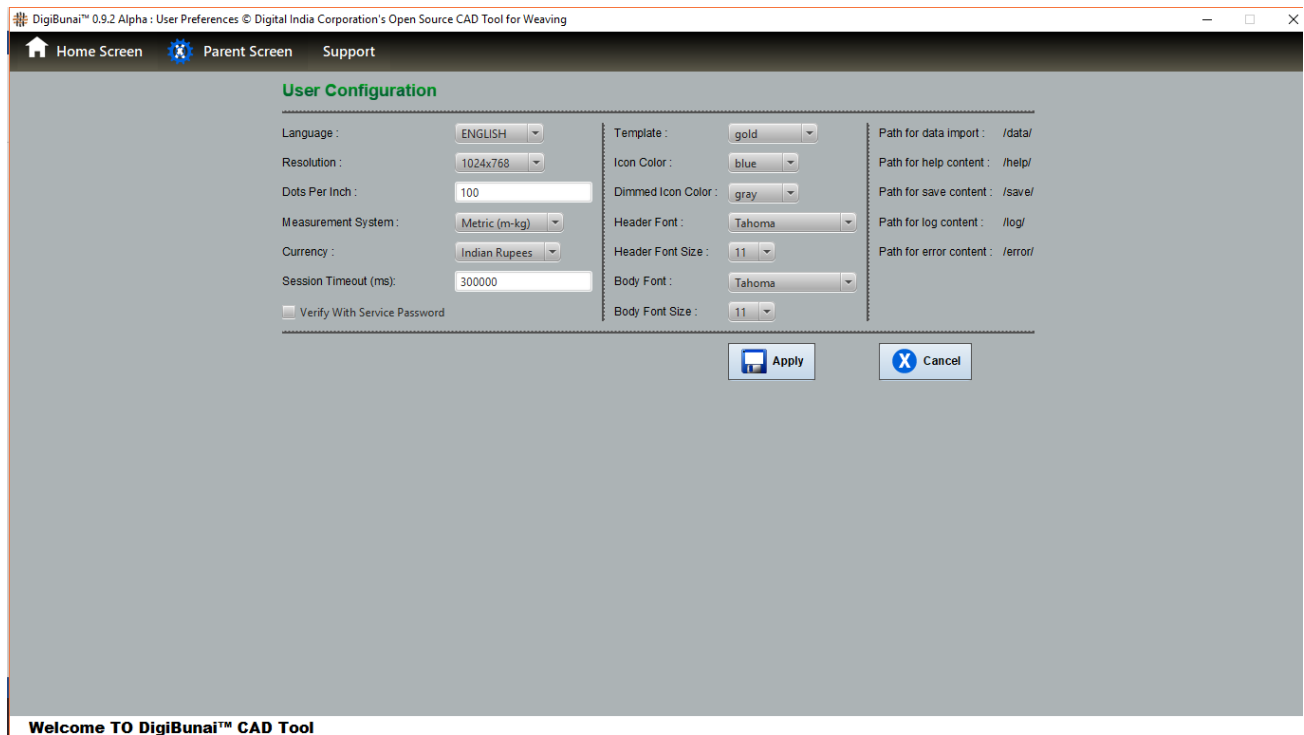 DigiBunai™ 0.9.2 Alpha : User Preferences © Digital India Corporation's Open Source CAD Tool for Weaving
Home Screen Parent Screen Support
User Configuration
Language : ENGLISH
Resolution : 1024x768
Dots Per Inch : 100
Measurement System : Metric (m-kg)
Currency : Indian Rupees
Session Timeout (ms): 300000
Verify With Service Password
Template : gold
Icon Color : blue
Dimmed Icon Color : gray
Header Font : Tahoma
Header Font Size : 11
Body Font : Tahoma
Body Font Size : 11
Path for data import : /data/
Path for help content : /help/
Path for save content : /save/
Path for log content : /log/
Path for error content : /error/
Apply
X Cancel
Welcome TO DigiBunai™ CAD Tool